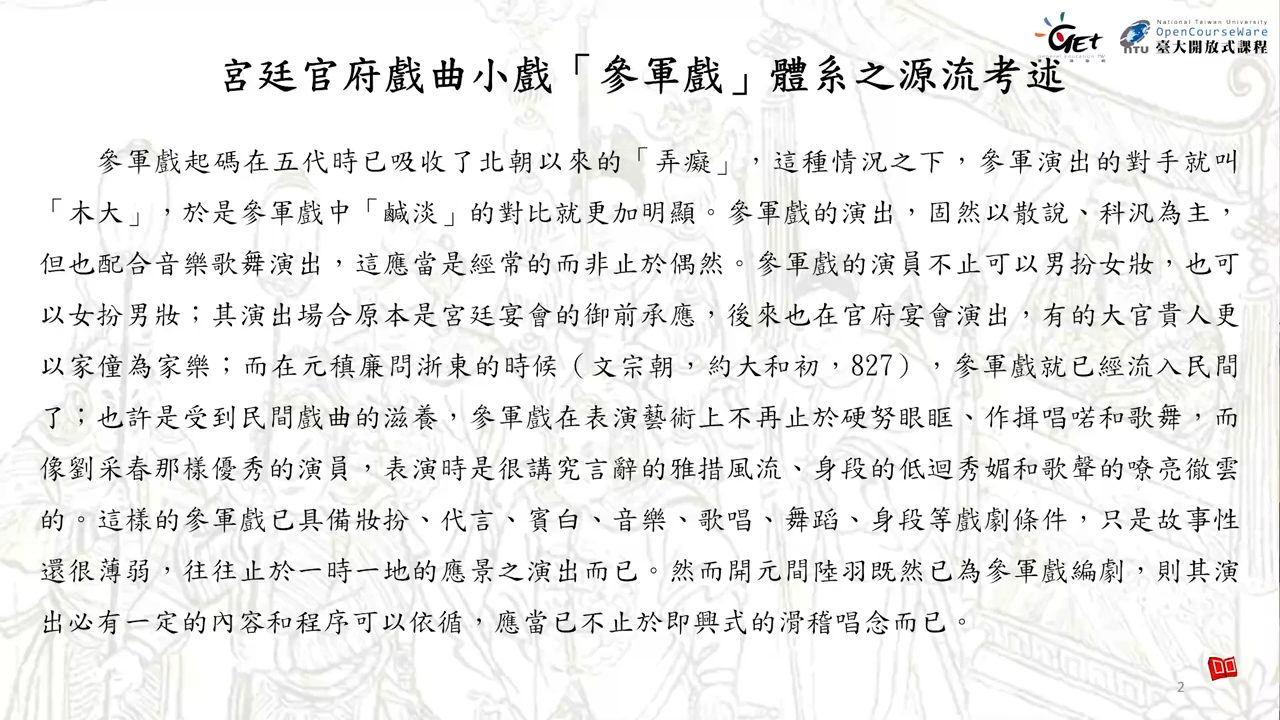 GET
National Taiwan University
OpenCourseWare
NTU
臺大開放式課程
宮廷官府戲曲小戲「參軍戲」體系之源流考述
參軍戲起碼在五代時已吸收了北朝以來的「弄癡」，這種情況之下，參軍演出的對手就叫
「木大」，於是參軍戲中「鹹淡」的對比就更加明顯。參軍戲的演出，固然以散說、科汎為主，
但也配合音樂歌舞演出，這應當是經常的而非止於偶然。參軍戲的演員不止可以男扮女妝，也可
以女扮男妝；其演出場合原本是宮廷宴會的御前承應，後來也在官府宴會演出，有的大官貴人更
以家僮為家樂；而在元稹廉問浙東的時候（文宗朝，約大和初，827），參軍戲就已經流入民間
了；也許是受到民間戲曲的滋養，參軍戲在表演藝術上不再止於硬努眼眶、作揖唱喏和歌舞，而
像劉采春那樣優秀的演員，表演時是很講究言辭的雅措風流、身段的低迴秀媚和歌聲的嘹亮徹雲
的。這樣的參軍戲已具備妝扮、代言、賓白、音樂、歌唱、舞蹈、身段等戲劇條件，只是故事性
還很薄弱，往往止於一時一地的應景之演出而已。然而開元間陸羽既然已為參軍戲編劇，則其演
出必有一定的內容和程序可以依循，應當已不止於即興式的滑稽唱念而已。
2